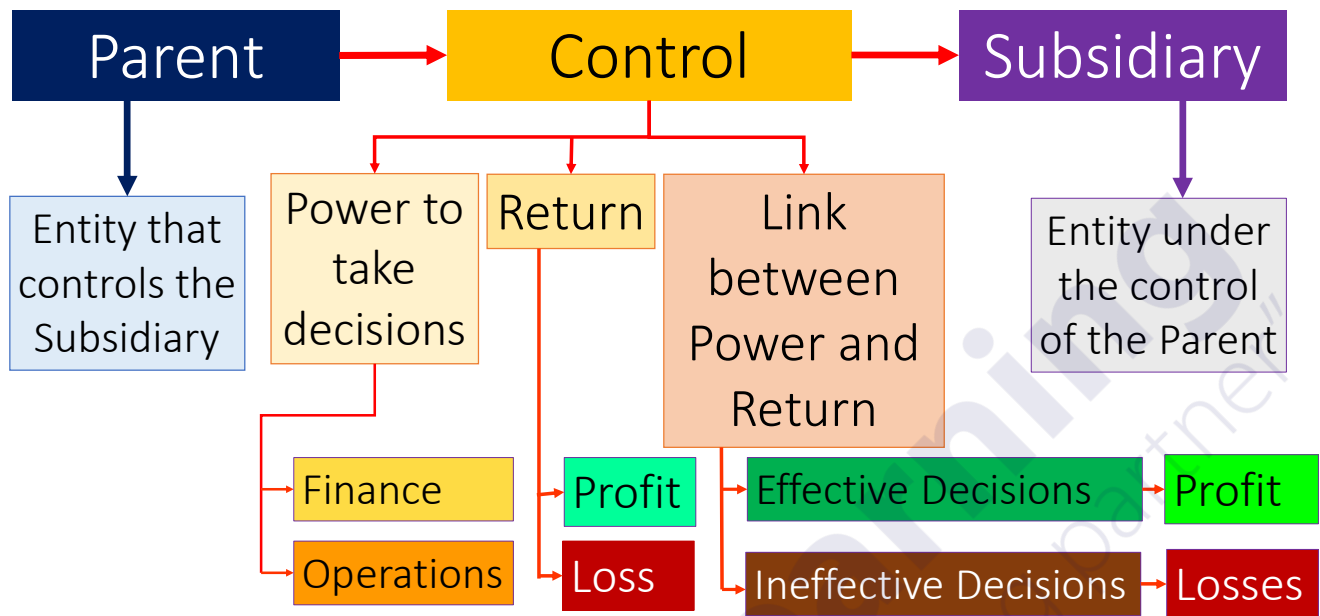 Parent
Control
Subsidiary
Entity that
controls the
Subsidiary
Power to
take
decisions
Return
Link
between
Power and
Return
Entity under
the control
of the Parent
Finance
Operations
Profit
Loss
Effective Decisions
Profit
Ineffective Decisions
Losses
partner”